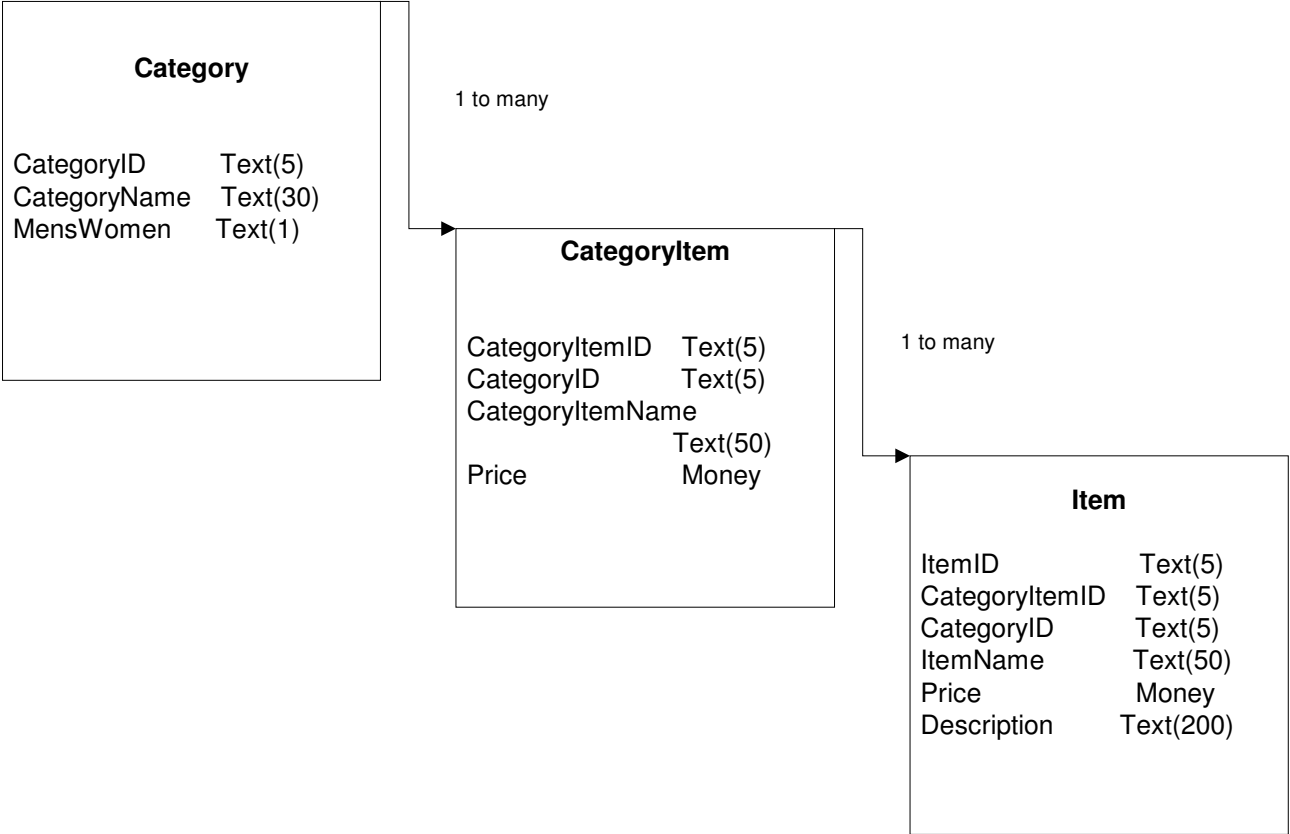 Category
CategoryID Text(5)
CategoryName Text(30)
MensWomen Text(1)
1 to many
CategoryItem
CategoryItemID Text(5)
CategoryID Text(5)
CategoryItemName
Text(50)
Price Money
1 to many
Item
ItemID Text(5)
CategoryItemID Text(5)
CategoryID Text(5)
ItemName Text(50)
Price Money
Description Text(200)